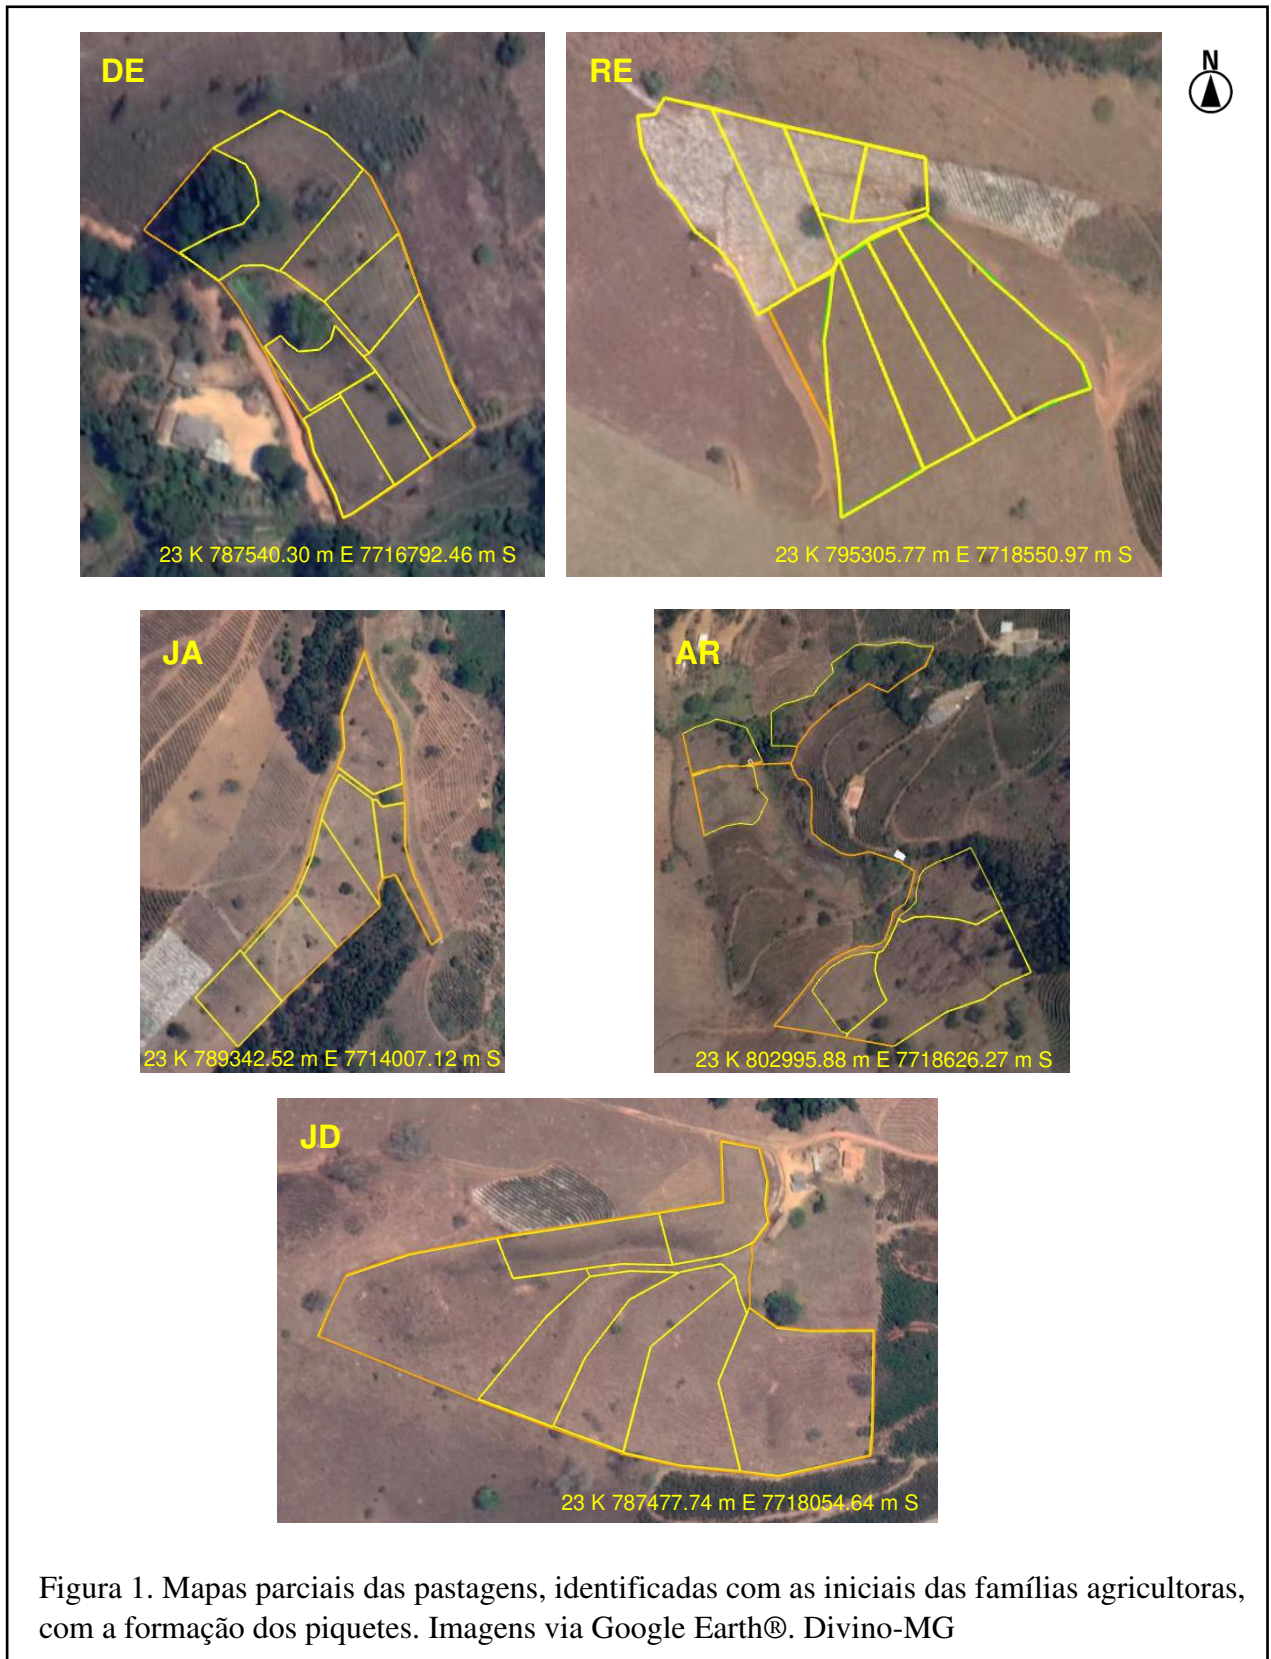 DE
RE
N
23 K 787540.30 m E 7716792.46 m S
23 K 795305.77 m E 7718550.97 m S
JA
AR
23 K 789342.52 m E 7714007.12 m S
23 K 802995.88 m E 7718626.27 m S
JD
23 K 787477.74 m E 7718054.64 m S
Figura 1. Mapas parciais das pastagens, identificadas com as iniciais das famílias agricultoras,
com a formação dos piquetes. Imagens via Google Earth®. Divino-MG